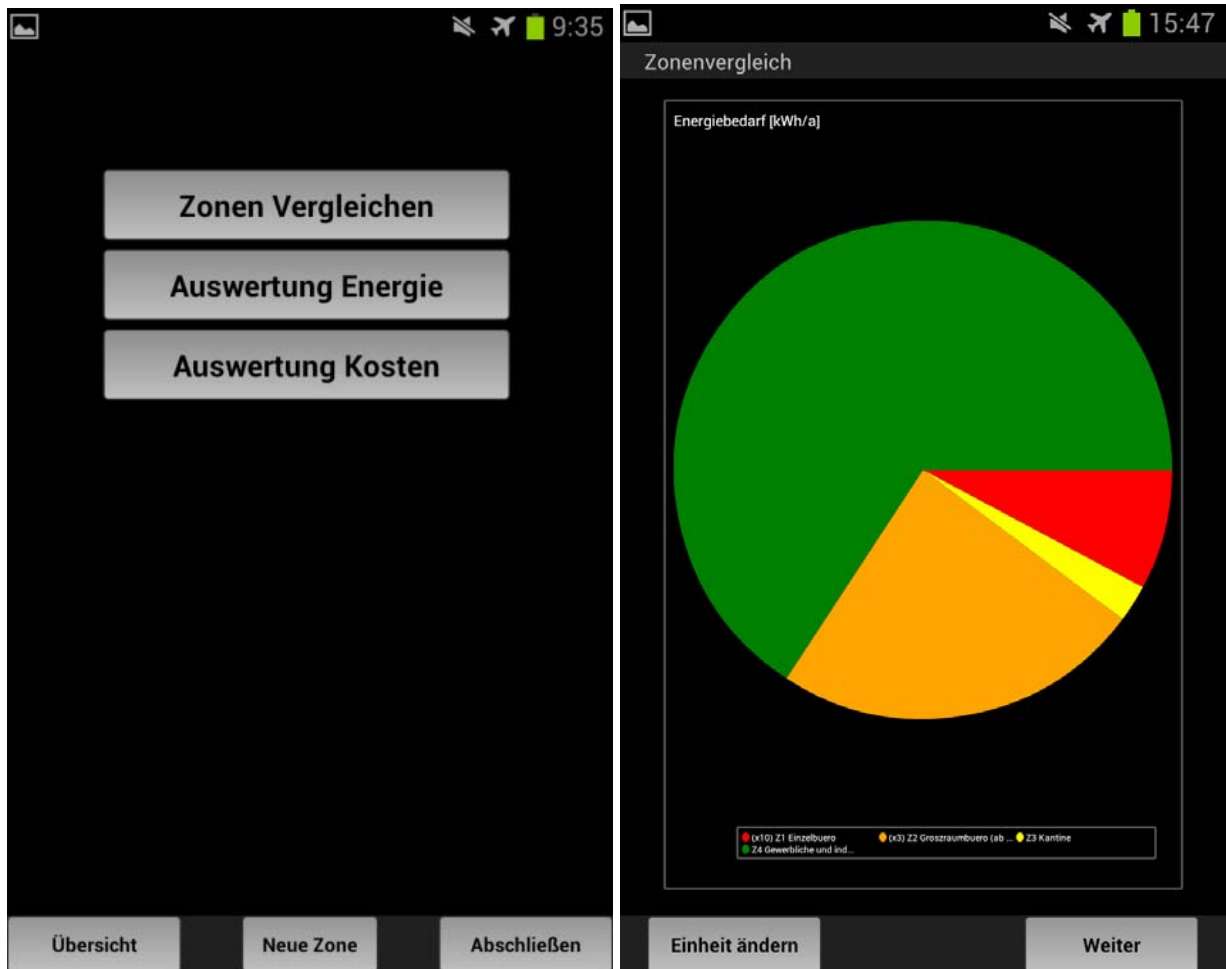 9:35
Zonen Vergleichen
Auswertung Energie
Auswertung Kosten
Übersicht
Neue Zone
Abschließen
15:47
Zonenvergleich
Energiebedarf [kWh/a]
(x10) Z1 Einzelbuero
(x3) Z2 Groszraumbuero (ab ...
Z3 Kantine
Z4 Gewerbliche und ind...
Einheit ändern
Weiter